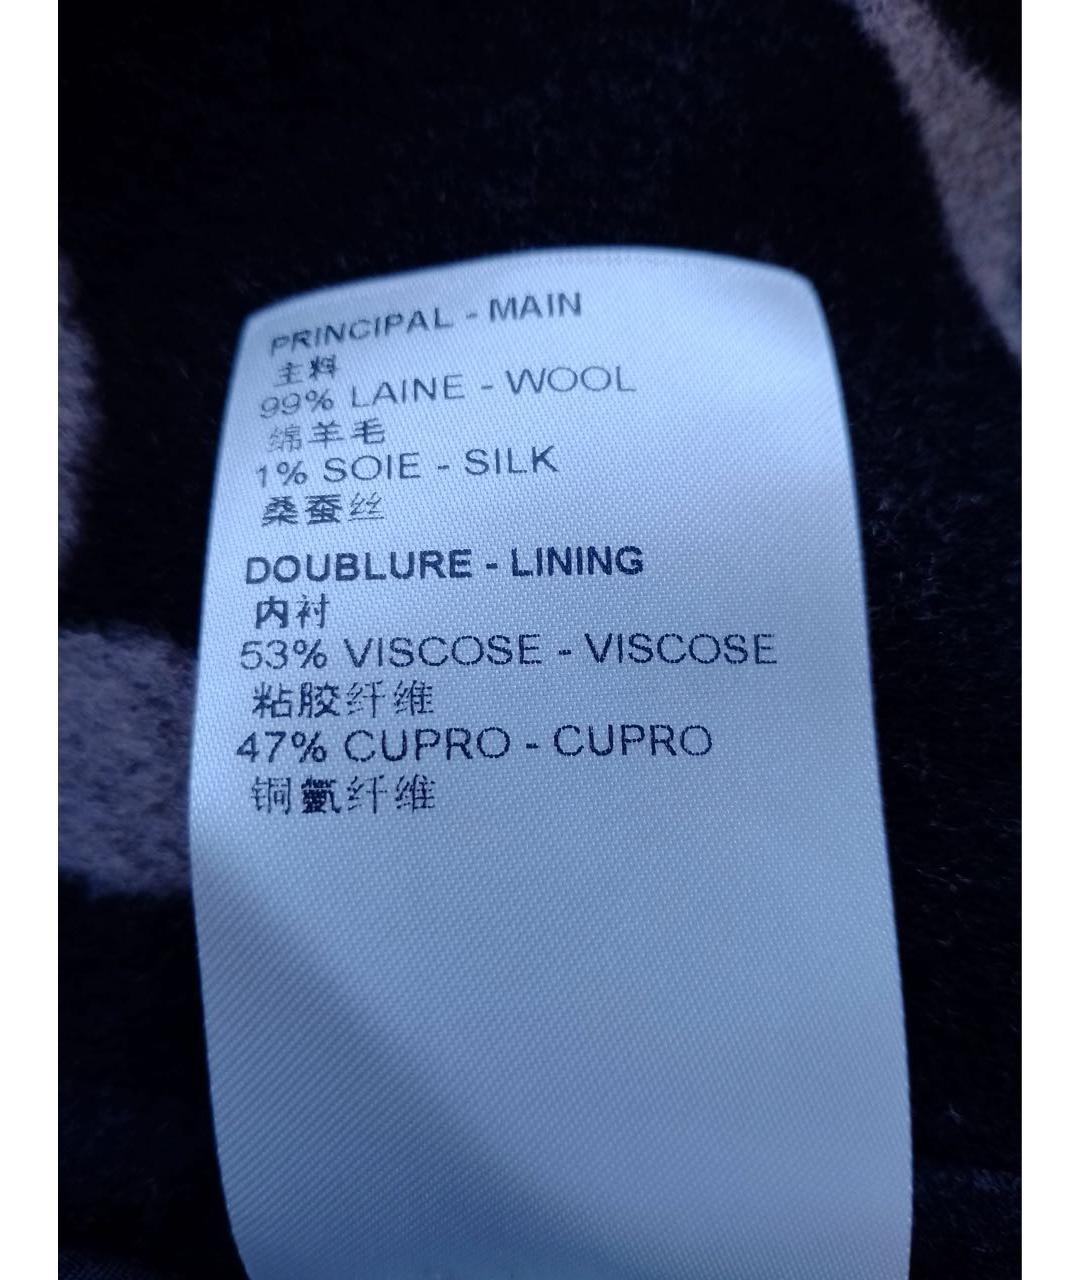 PRINCIPAL - MAIN
主料
99% LAINE - WOOL
绵羊毛
1% SOIE - SILK
桑蚕丝
DOUBLURE - LINING
内衬
53% VISCOSE - VISCOSE
粘胶纤维
47% CUPRO - CUPRO
铜氨纤维